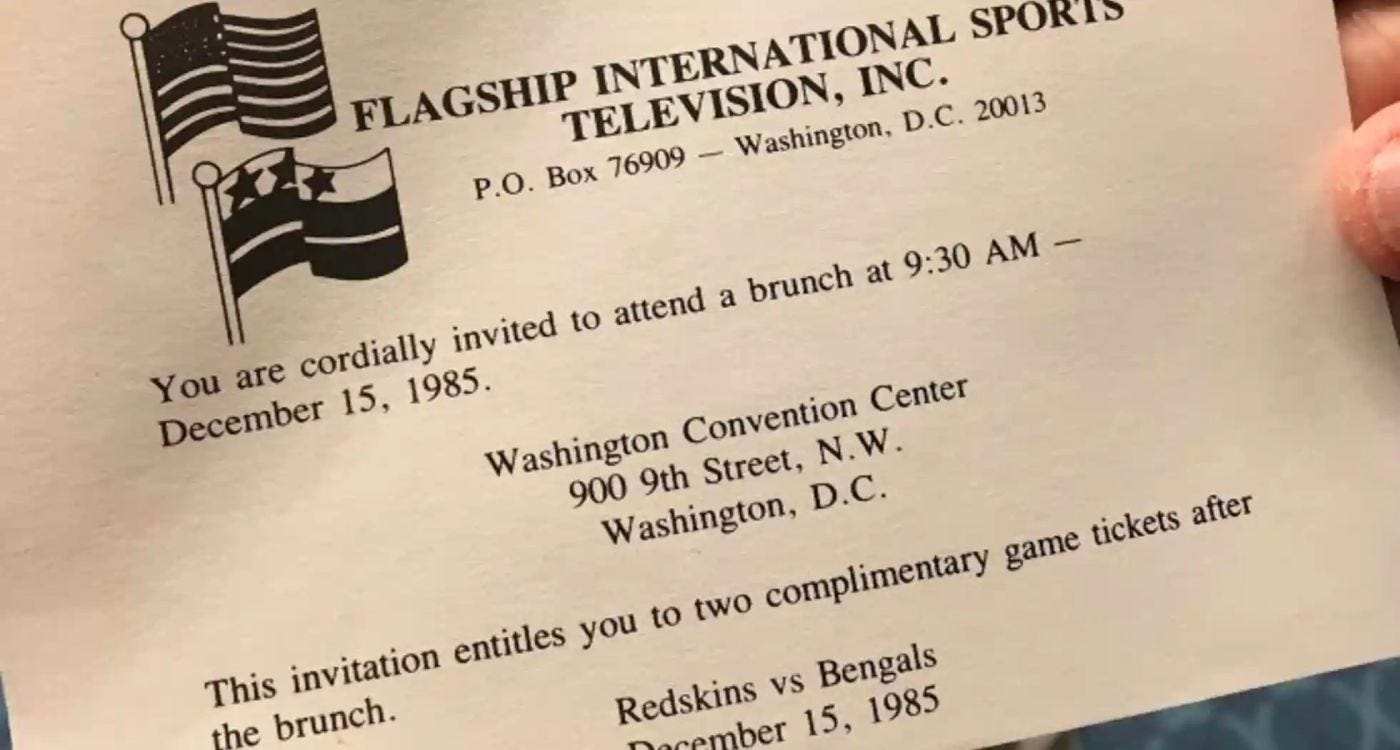 FLAGSHIP INTERNATIONAL SPORTS
TELEVISION, INC.
P.O. Box 76909 — Washington, D.C. 20013
You are cordially invited to attend a brunch at 9:30 AM —
December 15, 1985.
Washington Convention Center
900 9th Street, N.W.
Washington, D.C.
This invitation entitles you to two complimentary game tickets after
the brunch.
Redskins vs Bengals
December 15, 1985